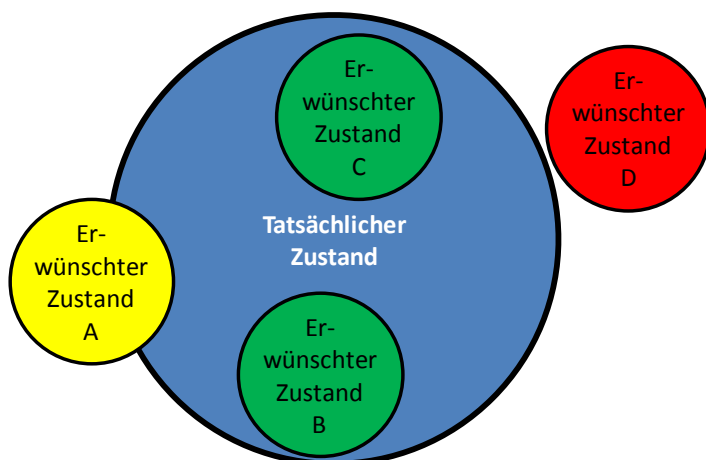 Er-
wünschter
Zustand
C
Er-
wünschter
Zustand
D
Tatsächlicher
Zustand
Er-
wünschter
Zustand
A
Er-
wünschter
Zustand
B